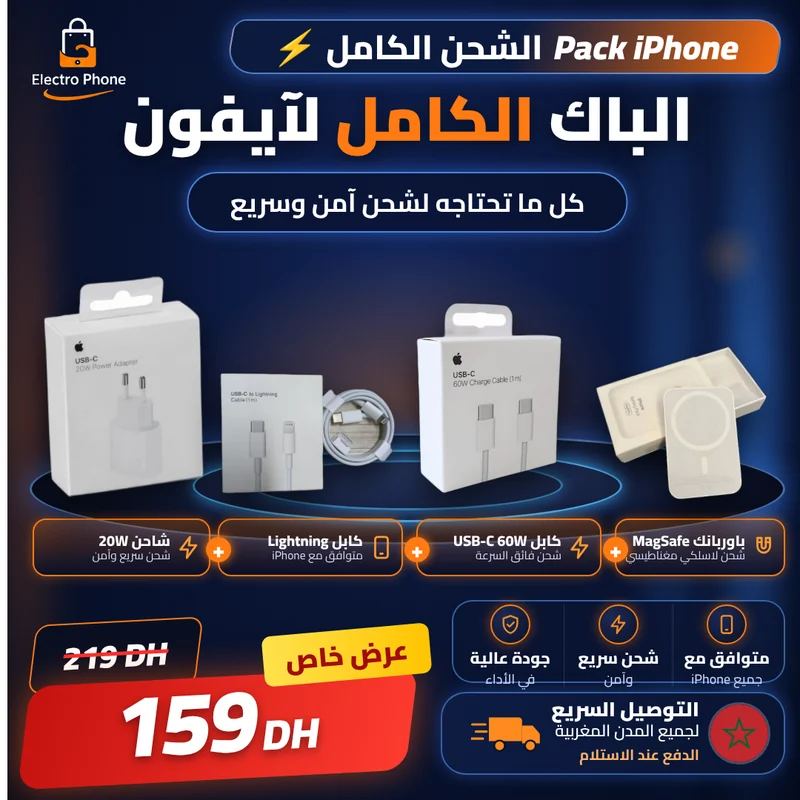 Electro Phone
Pack iPhone الشحن الكامل ⚡
الباك الكامل لآيفون
كل ما تحتاجه لشحن آمن وسريع
USB-C
20W Power Adapter
USB-C to Lightning
Cable (1m)
USB-C
60W Charge Cable (1m)
باوربانك MagSafe
شحن لاسلكي مغناطيسي
+
كابل USB-C 60W
شحن فائق السرعة
+
كابل Lightning
متوافق مع iPhone
+
شاحن 20W
شحن سريع وآمن
متوافق مع
جميع iPhone
شحن سريع
وآمن
جودة عالية
في الأداء
219 DH
عرض خاص
159 DH
التوصيل السريع
لجميع المدن المغربية
الدفع عند الاستلام